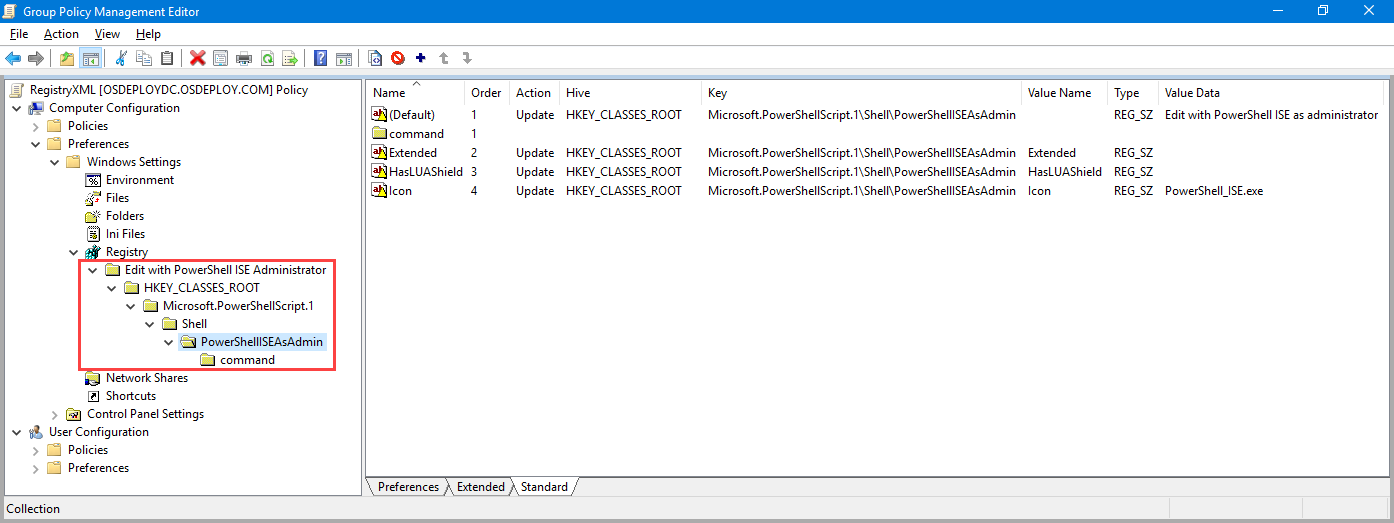 Group Policy Management Editor
File Action View Help
RegistryXML [OSDEPLOYDC.OSDEPLOY.COM] Policy
Computer Configuration
Policies
Preferences
Windows Settings
Environment
Files
Folders
Ini Files
Registry
Edit with PowerShell ISE Administrator
HKEY_CLASSES_ROOT
Microsoft.PowerShellScript.1
Shell
PowerShellISEAsAdmin
command
Network Shares
Shortcuts
Control Panel Settings
User Configuration
Policies
Preferences
Name Order Action Hive Key Value Name Type Value Data
(Default) 1 Update HKEY_CLASSES_ROOT Microsoft.PowerShellScript.1\Shell\PowerShellISEAsAdmin REG_SZ Edit with PowerShell ISE as administrator
command 1
Extended 2 Update HKEY_CLASSES_ROOT Microsoft.PowerShellScript.1\Shell\PowerShellISEAsAdmin Extended REG_SZ
HasLUAShield 3 Update HKEY_CLASSES_ROOT Microsoft.PowerShellScript.1\Shell\PowerShellISEAsAdmin HasLUAShield REG_SZ
Icon 4 Update HKEY_CLASSES_ROOT Microsoft.PowerShellScript.1\Shell\PowerShellISEAsAdmin Icon REG_SZ PowerShell_ISE.exe
Preferences Extended Standard
Collection